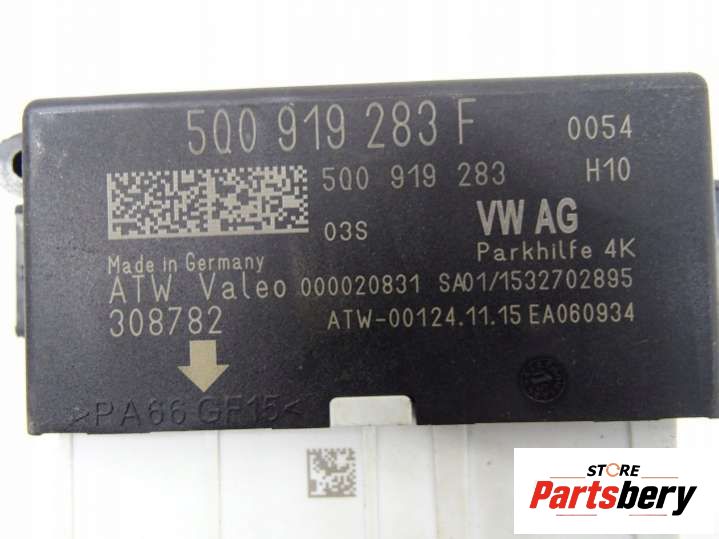 5Q0 919 283 F 0054
5Q0 919 283 H10
03S VW AG
Parkhilfe 4K
Made in Germany
ATW Valeo 000020831 SA01/1532702895
308782 ATW-00124.11.15 EA060934
>PA66 GF15<
STORE
Partsbery